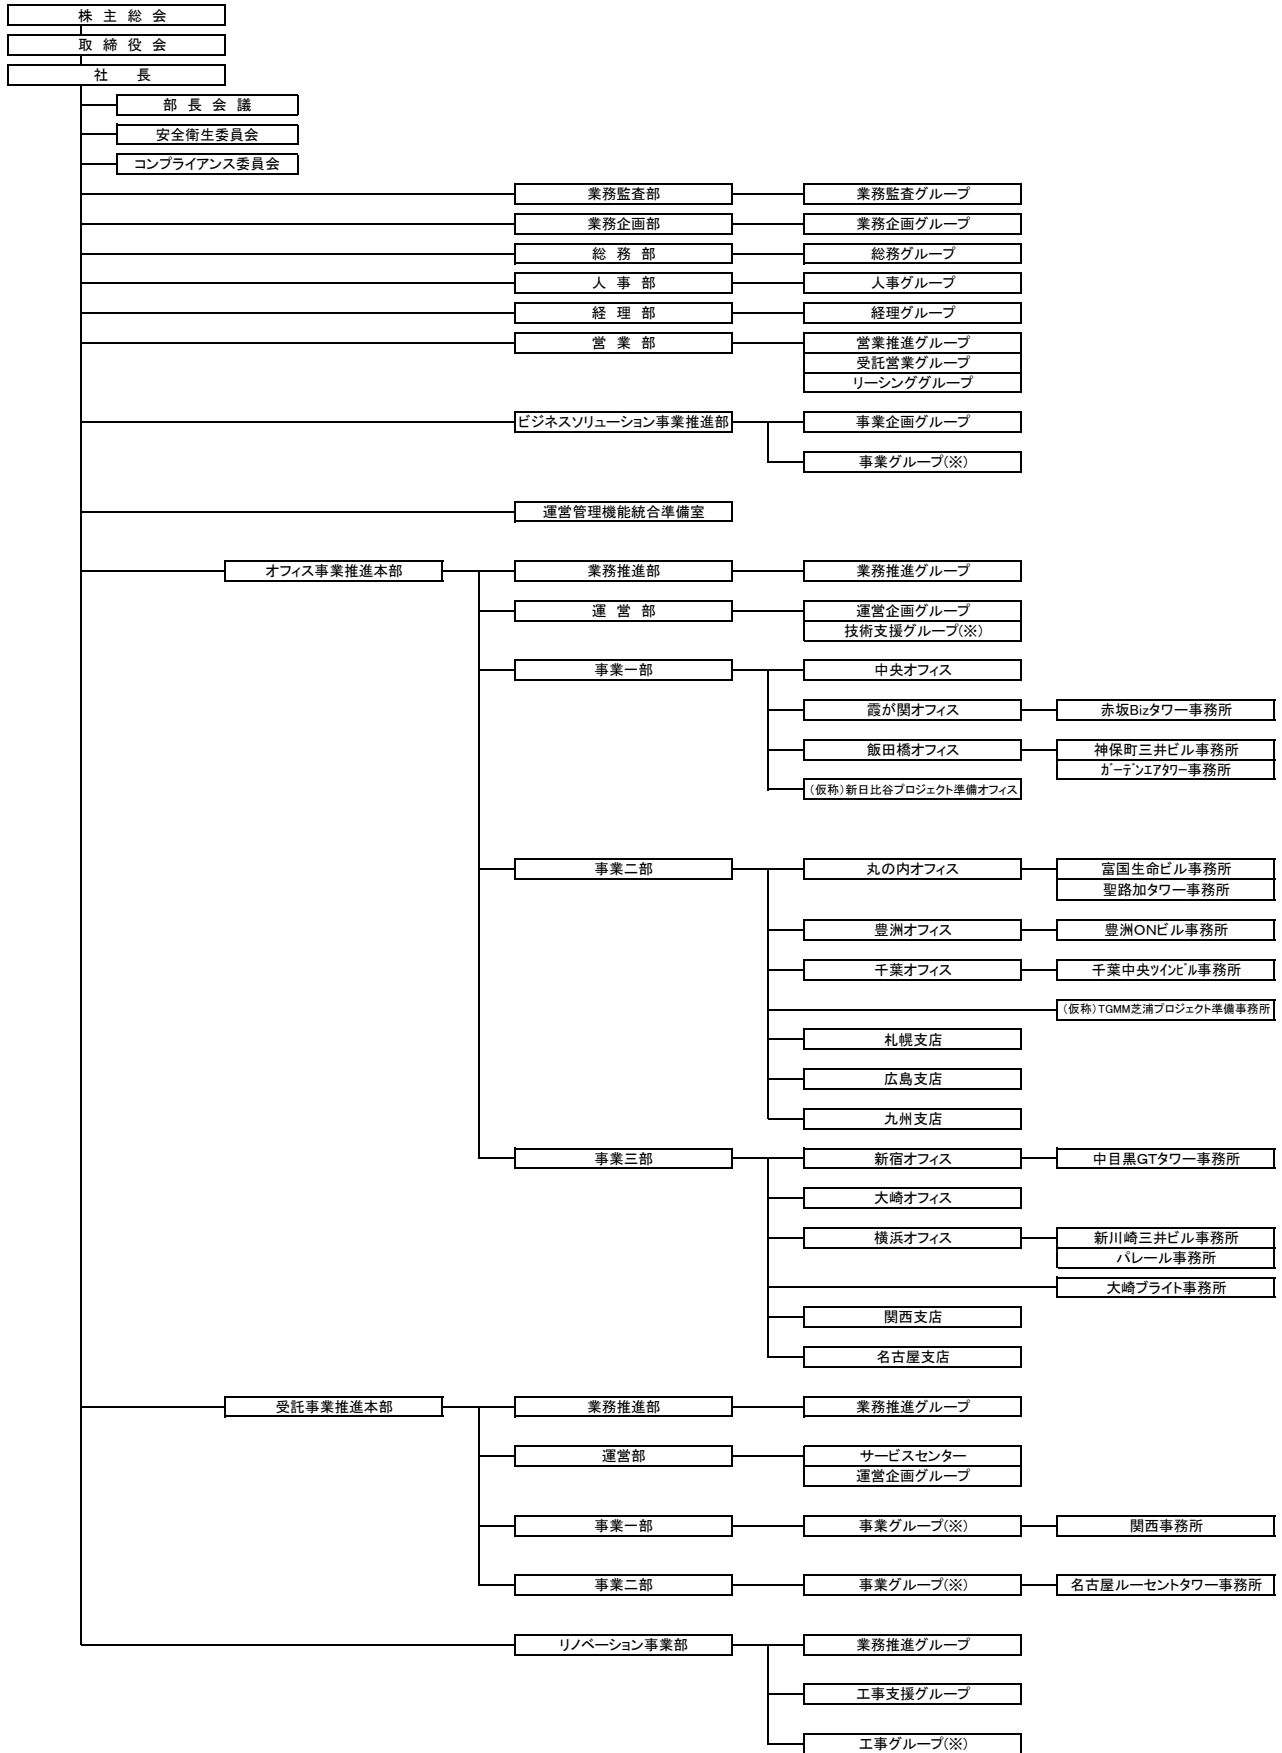 株 主 総 会
取 締 役 会
社 長
部 長 会 議
安全衛生委員会
コンプライアンス委員会
業務監査部 業務監査グループ
業務企画部 業務企画グループ
総 務 部 総務グループ
人 事 部 人事グループ
経 理 部 経理グループ
営 業 部 営業推進グループ
受託営業グループ
リーシンググループ
ビジネスソリューション事業推進部 事業企画グループ
事業グループ(※)
運営管理機能統合準備室
オフィス事業推進本部 業務推進部 業務推進グループ
運 営 部 運営企画グループ
技術支援グループ(※)
事業一部 中央オフィス
霞が関オフィス 赤坂Bizタワー事務所
飯田橋オフィス 神保町三井ビル事務所
ガーデンエアタワー事務所
(仮称)新日比谷プロジェクト準備オフィス
事業二部 丸の内オフィス 富国生命ビル事務所
聖路加タワー事務所
豊洲オフィス 豊洲ONビル事務所
千葉オフィス 千葉中央ツインビル事務所
(仮称)TGMM芝浦プロジェクト準備事務所
札幌支店
広島支店
九州支店
事業三部 新宿オフィス 中目黒GTタワー事務所
大崎オフィス
横浜オフィス 新川崎三井ビル事務所
パレール事務所
大崎ブライト事務所
関西支店
名古屋支店
受託事業推進本部 業務推進部 業務推進グループ
運営部 サービスセンター
運営企画グループ
事業一部 事業グループ(※) 関西事務所
事業二部 事業グループ(※) 名古屋ルーセントタワー事務所
リノベーション事業部 業務推進グループ
工事支援グループ
工事グループ(※)